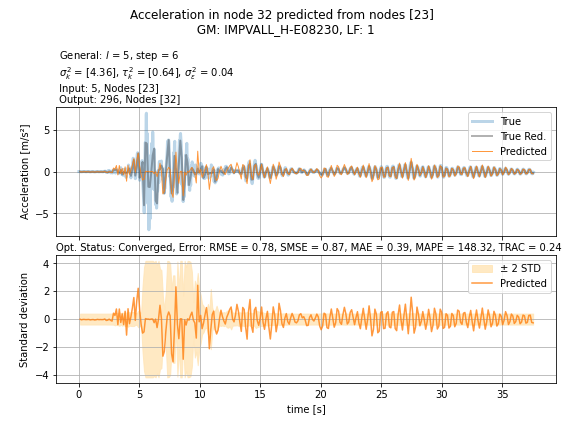 Acceleration in node 32 predicted from nodes [23]
GM: IMPVALL_H-E08230, LF: 1
General: l = 5, step = 6
σ²ₖ = [4.36], τ²ₖ = [0.64], σ²ε = 0.04
Input: 5, Nodes [23]
Output: 296, Nodes [32]
Acceleration [m/s²]
5
0
−5
True
True Red.
Predicted
Opt. Status: Converged, Error: RMSE = 0.78, SMSE = 0.87, MAE = 0.39, MAPE = 148.32, TRAC = 0.24
Standard deviation
4
2
0
−2
−4
± 2 STD
Predicted
0 5 10 15 20 25 30 35
time [s]